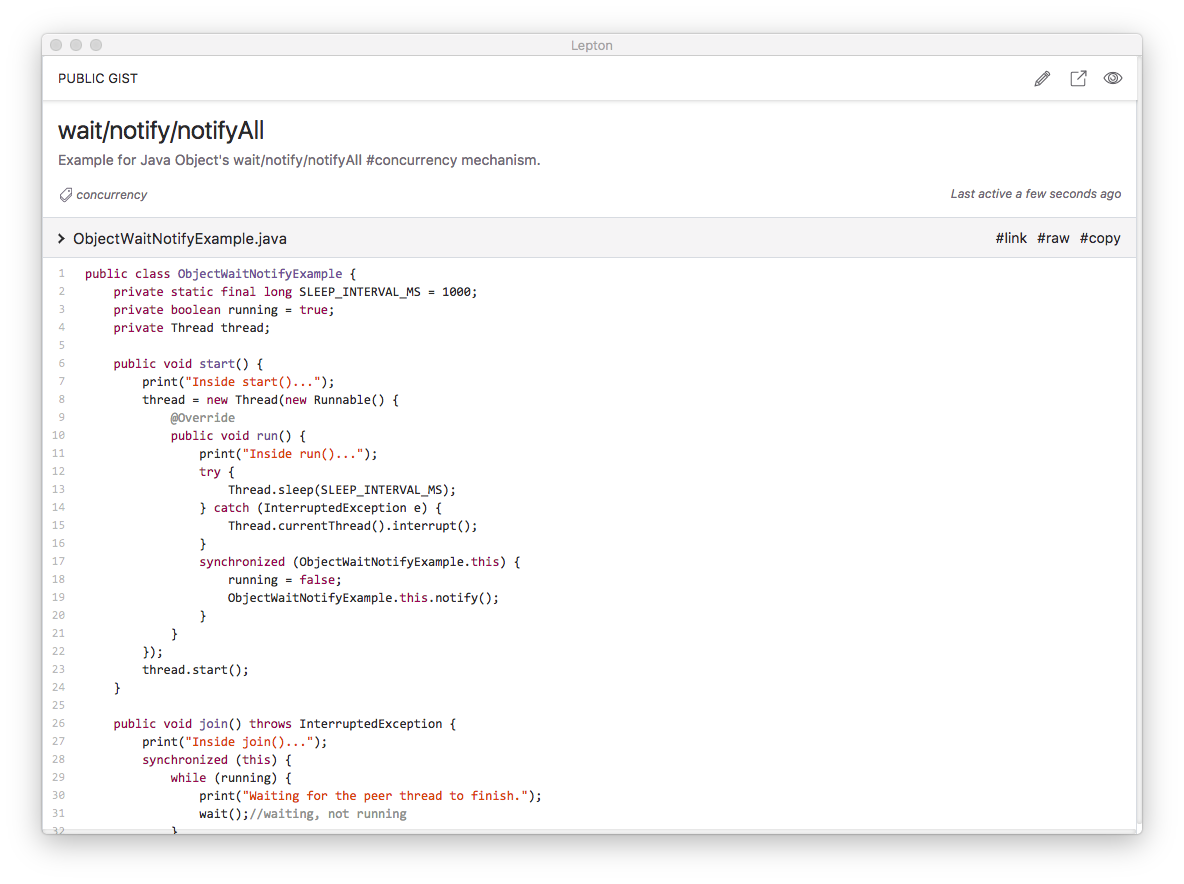 Lepton
PUBLIC GIST
wait/notify/notifyAll
Example for Java Object's wait/notify/notifyAll #concurrency mechanism.
concurrency
Last active a few seconds ago
ObjectWaitNotifyExample.java #link #raw #copy
1 public class ObjectWaitNotifyExample {
2     private static final long SLEEP_INTERVAL_MS = 1000;
3     private boolean running = true;
4     private Thread thread;
5
6     public void start() {
7         print("Inside start()...");
8         thread = new Thread(new Runnable() {
9             @Override
10             public void run() {
11                 print("Inside run()...");
12                 try {
13                     Thread.sleep(SLEEP_INTERVAL_MS);
14                 } catch (InterruptedException e) {
15                     Thread.currentThread().interrupt();
16                 }
17                 synchronized (ObjectWaitNotifyExample.this) {
18                     running = false;
19                     ObjectWaitNotifyExample.this.notify();
20                 }
21             }
22         });
23         thread.start();
24     }
25
26     public void join() throws InterruptedException {
27         print("Inside join()...");
28         synchronized (this) {
29             while (running) {
30                 print("Waiting for the peer thread to finish.");
31                 wait();//waiting, not running
32             }